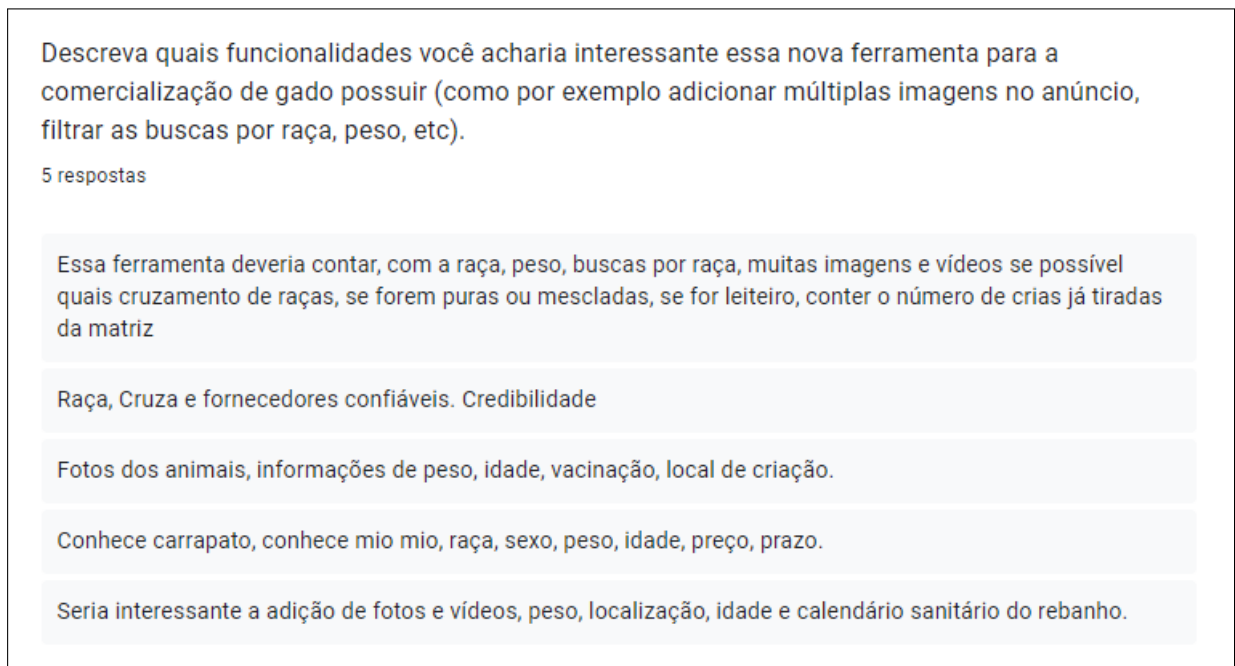 Descreva quais funcionalidades você acharia interessante essa nova ferramenta para a
comercialização de gado possuir (como por exemplo adicionar múltiplas imagens no anúncio,
filtrar as buscas por raça, peso, etc).
5 respostas
Essa ferramenta deveria contar, com a raça, peso, buscas por raça, muitas imagens e vídeos se possível
quais cruzamento de raças, se forem puras ou mescladas, se for leiteiro, conter o número de crias já tiradas
da matriz
Raça, Cruza e fornecedores confiáveis. Credibilidade
Fotos dos animais, informações de peso, idade, vacinação, local de criação.
Conhece carrapato, conhece mio mio, raça, sexo, peso, idade, preço, prazo.
Seria interessante a adição de fotos e vídeos, peso, localização, idade e calendário sanitário do rebanho.